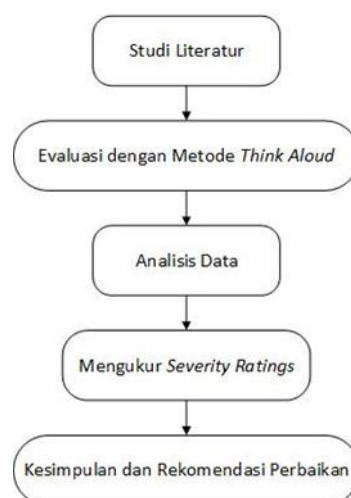 Studi Literatur
Evaluasi dengan Metode Think Aloud
Analisis Data
Mengukur Severity Ratings
Kesimpulan dan Rekomendasi Perbaikan